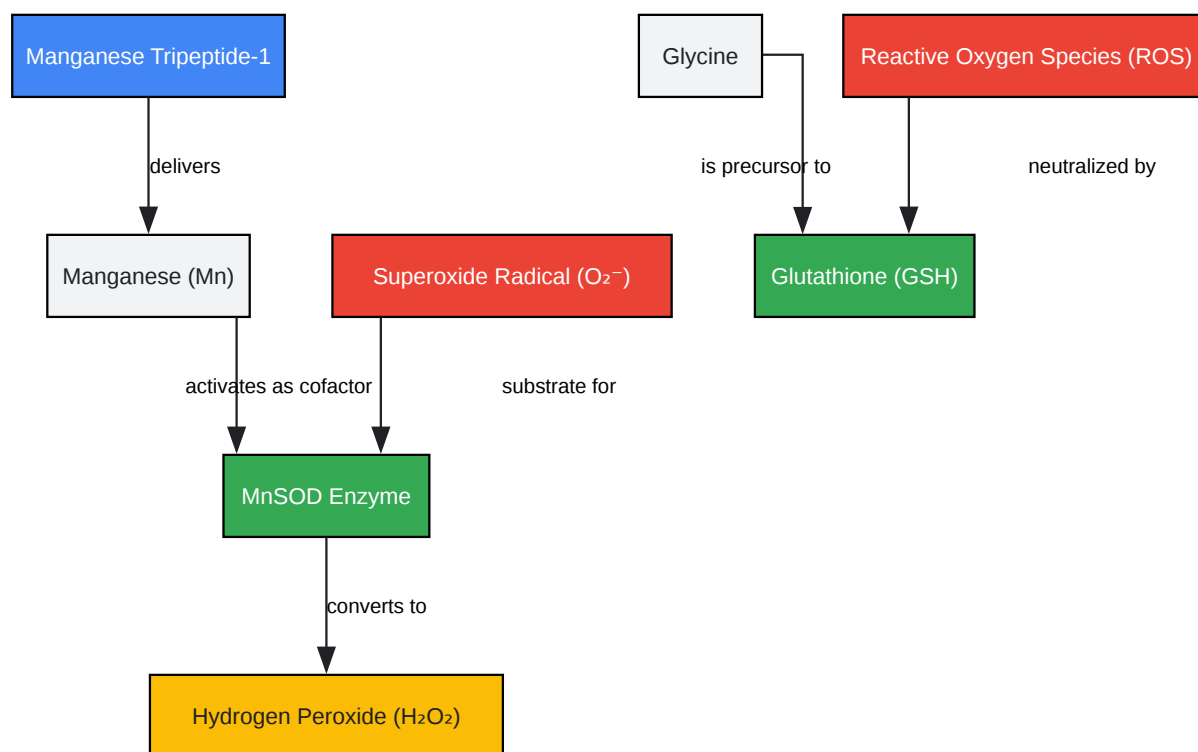 Manganese Tripeptide-1
Glycine
Reactive Oxygen Species (ROS)
delivers
is precursor to
neutralized by
Manganese (Mn)
Superoxide Radical (O₂⁻)
Glutathione (GSH)
activates as cofactor
substrate for
MnSOD Enzyme
converts to
Hydrogen Peroxide (H₂O₂)